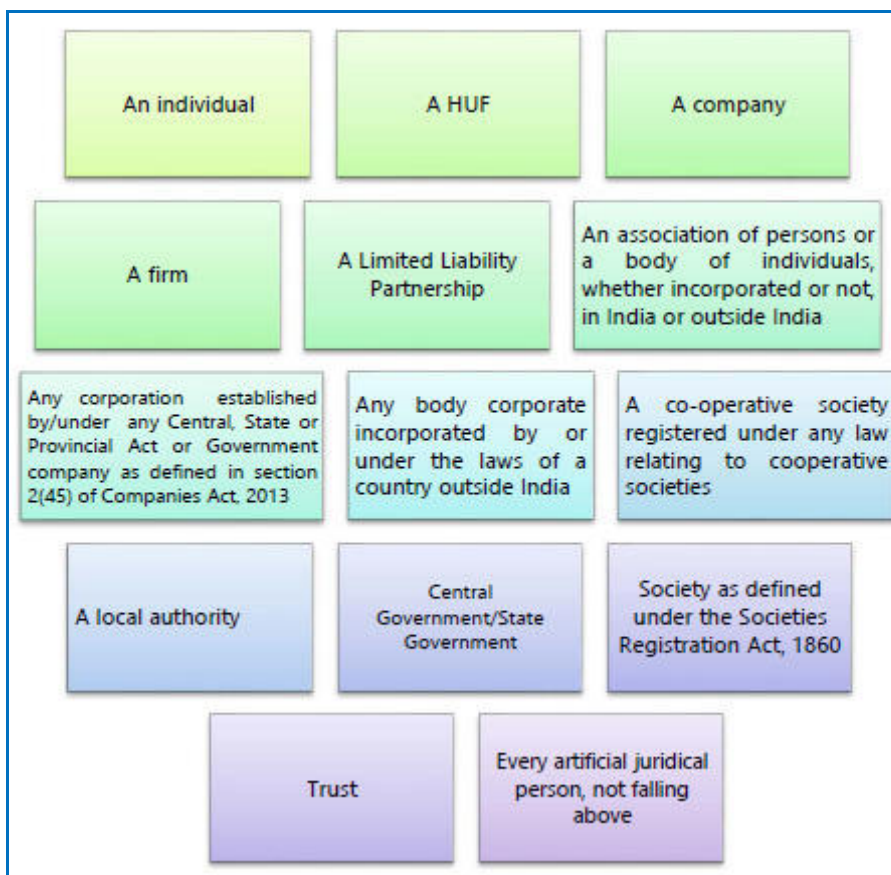 An individual
A HUF
A company
A firm
A Limited Liability
Partnership
An association of persons or
a body of individuals,
whether incorporated or not,
in India or outside India
Any corporation established
by/under any Central, State or
Provincial Act or Government
company as defined in section
2(45) of Companies Act, 2013
Any body corporate
incorporated by or
under the laws of a
country outside India
A co-operative society
registered under any law
relating to cooperative
societies
A local authority
Central
Government/State
Government
Society as defined
under the Societies
Registration Act, 1860
Trust
Every artificial juridical
person, not falling
above